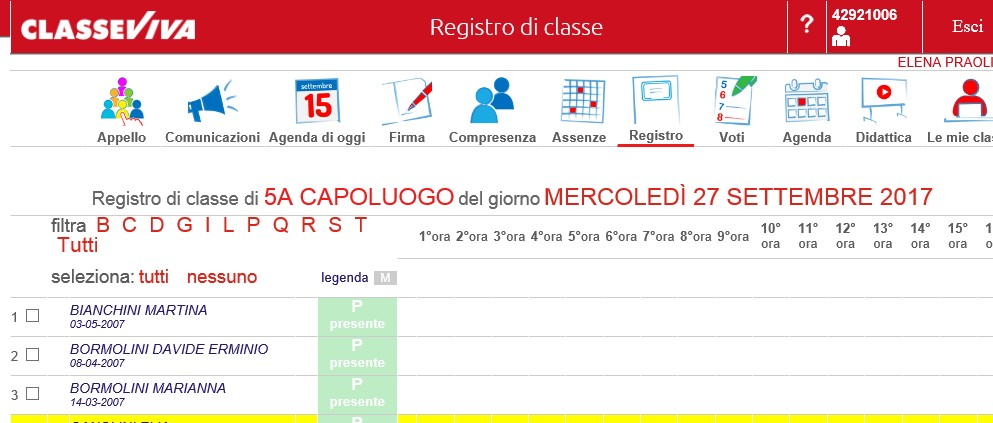 CLASSEVIVA
Registro di classe
?
42921006
Esci
ELENA PRAOLI
settembre
15
5
6
7
8
Appello
Comunicazioni
Agenda di oggi
Firma
Compresenza
Assenze
Registro
Voti
Agenda
Didattica
Le mie clas
Registro di classe di 5A CAPOLUOGO del giorno MERCOLEDÌ 27 SETTEMBRE 2017
filtra B C D G I L P Q R S T
Tutti
1°ora 2°ora 3°ora 4°ora 5°ora 6°ora 7°ora 8°ora 9°ora 10° ora 11° ora 12° ora 13° ora 14° ora 15° ora
seleziona: tutti nessuno
legenda M
1 BIANCHINI MARTINA
03-05-2007
P
presente
2 BORMOLINI DAVIDE ERMINIO
08-04-2007
P
presente
3 BORMOLINI MARIANNA
14-03-2007
P
presente